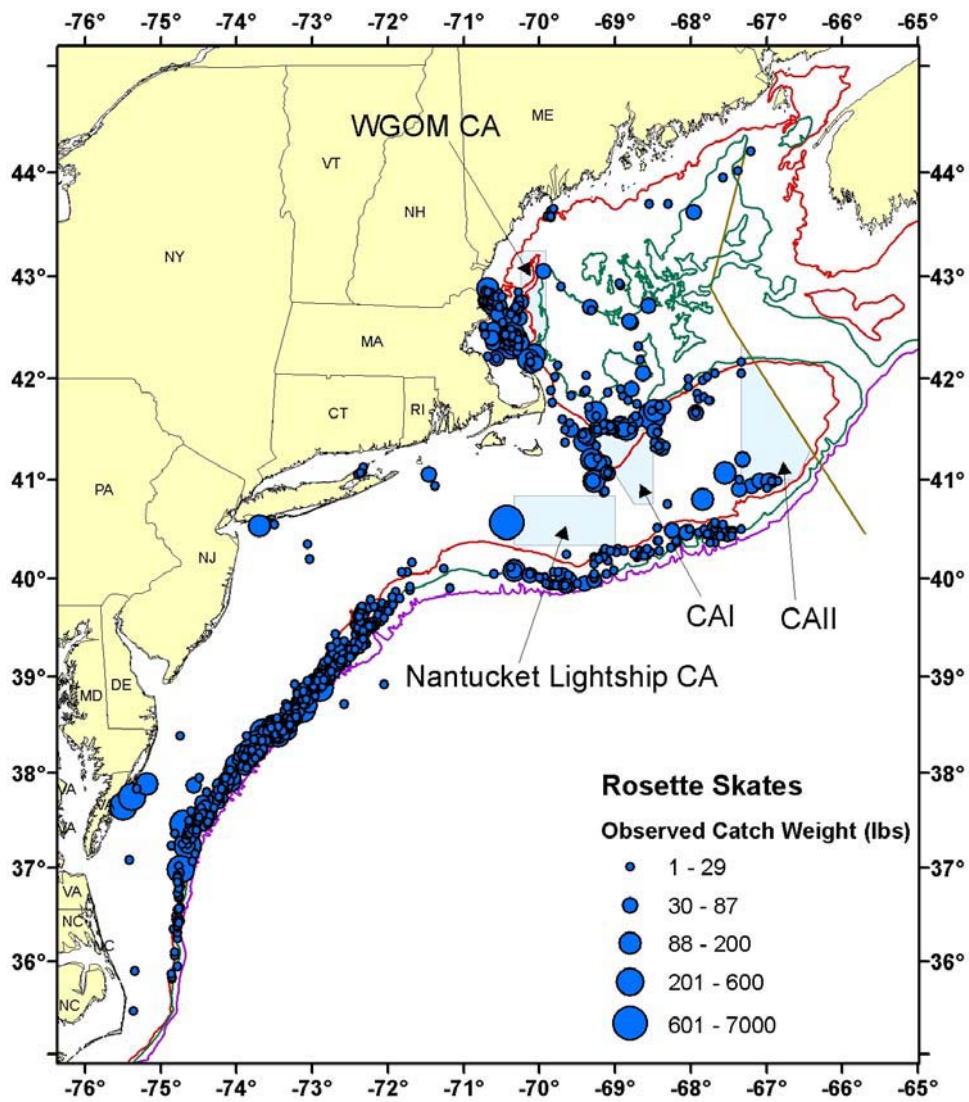 -76° -75° -74° -73° -72° -71° -70° -69° -68° -67° -66° -65°
ME
WGOM CA
VT
44° 44°
NH
NY
43° 43°
MA
42° 42°
CT RI
41° 41°
PA
NJ
40° 40°
CAI CAII
Nantucket Lightship CA
39° 39°
MD DE
38° 38°
VA
VA
VA
Rosette Skates
Observed Catch Weight (lbs)
37° 37°
1 - 29
VA
30 - 87
NC
NC
88 - 200
36° 36°
201 - 600
NC
601 - 7000
-76° -75° -74° -73° -72° -71° -70° -69° -68° -67° -66° -65°